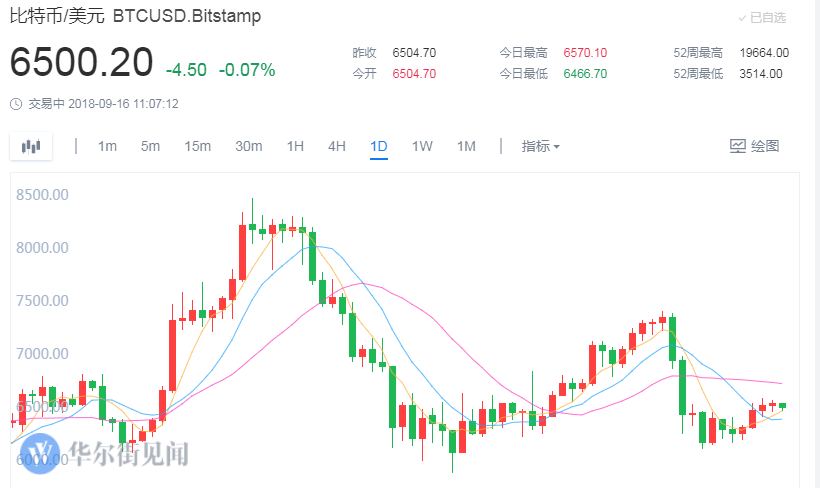 比特币/美元 BTCUSD.Bitstamp ✓已自选
6500.20 -4.50 -0.07%
昨收 6504.70 今日最高 6570.10 52周最高 19664.00
今开 6504.70 今日最低 6466.70 52周最低 3514.00
交易中 2018-09-16 11:07:12
1m 5m 15m 30m 1H 4H 1D 1W 1M 指标 绘图
8500.00
8000.00
7500.00
7000.00
6500.00
6000.00
W 华尔街见闻